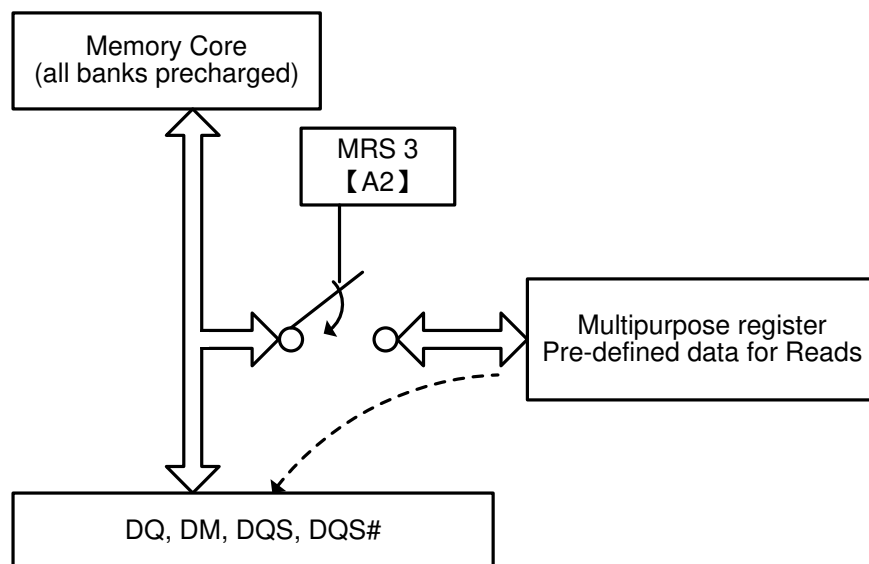 Memory Core
(all banks precharged)
MRS 3
【A2】
Multipurpose register
Pre-defined data for Reads
DQ, DM, DQS, DQS#